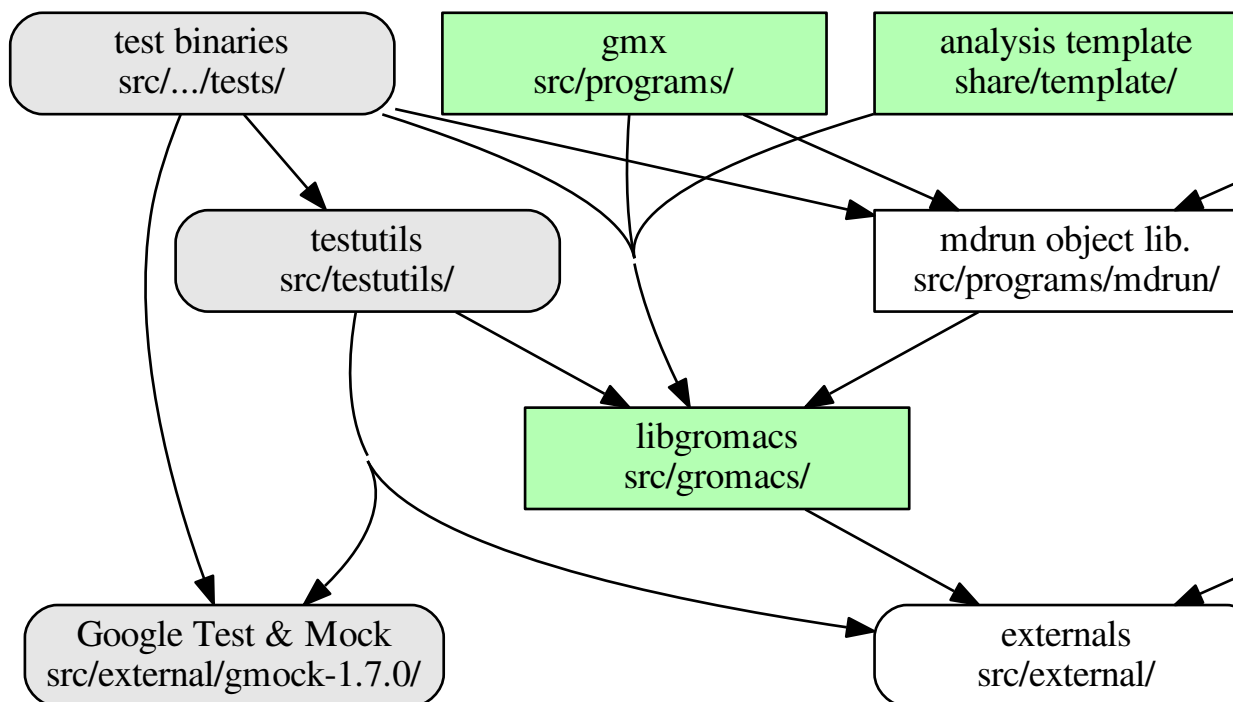 test binaries
src/.../tests/
gmx
src/programs/
analysis template
share/template/
testutils
src/testutils/
mdrun object lib.
src/programs/mdrun/
libgromacs
src/gromacs/
Google Test & Mock
src/external/gmock-1.7.0/
externals
src/external/